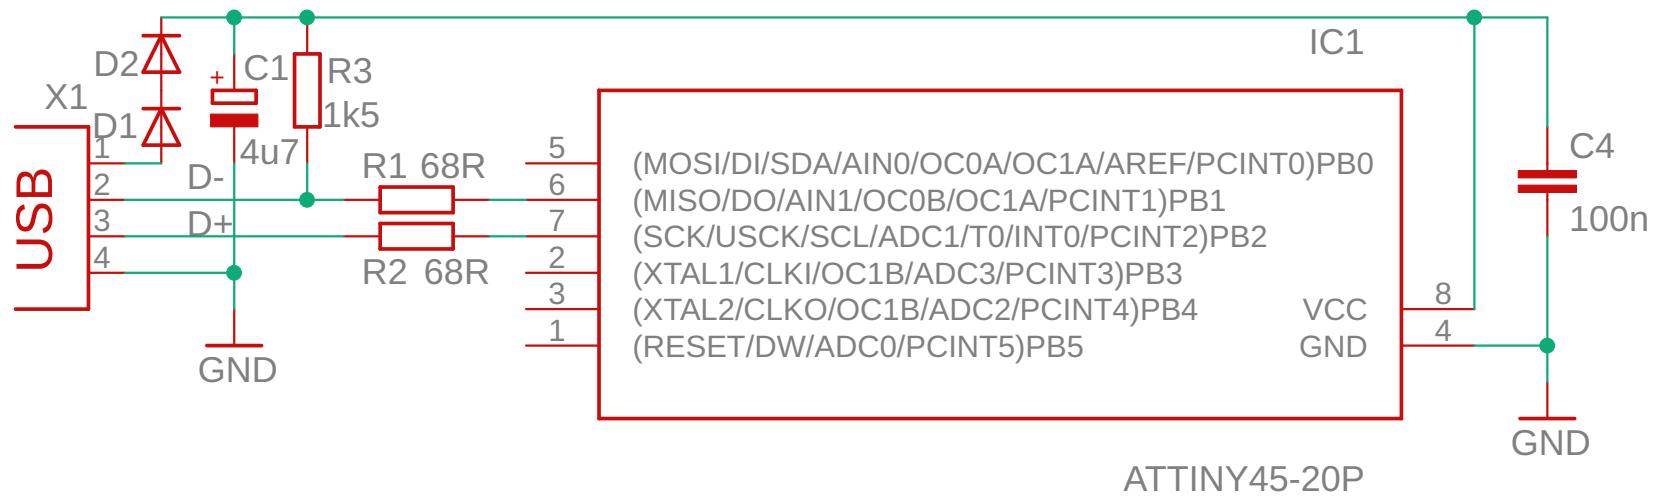 IC1
D2
+
C1
R3
X1
1k5
D1
1
4u7
USB
2
D-
3
D+
4
GND
R1 68R
R2 68R
5 (MOSI/DI/SDA/AIN0/OC0A/OC1A/AREF/PCINT0)PB0
6 (MISO/DO/AIN1/OC0B/OC1A/PCINT1)PB1
7 (SCK/USCK/SCL/ADC1/T0/INT0/PCINT2)PB2
2 (XTAL1/CLKI/OC1B/ADC3/PCINT3)PB3
3 (XTAL2/CLKO/OC1B/ADC2/PCINT4)PB4
1 (RESET/DW/ADC0/PCINT5)PB5
VCC 8
GND 4
C4
100n
GND
ATTINY45-20P